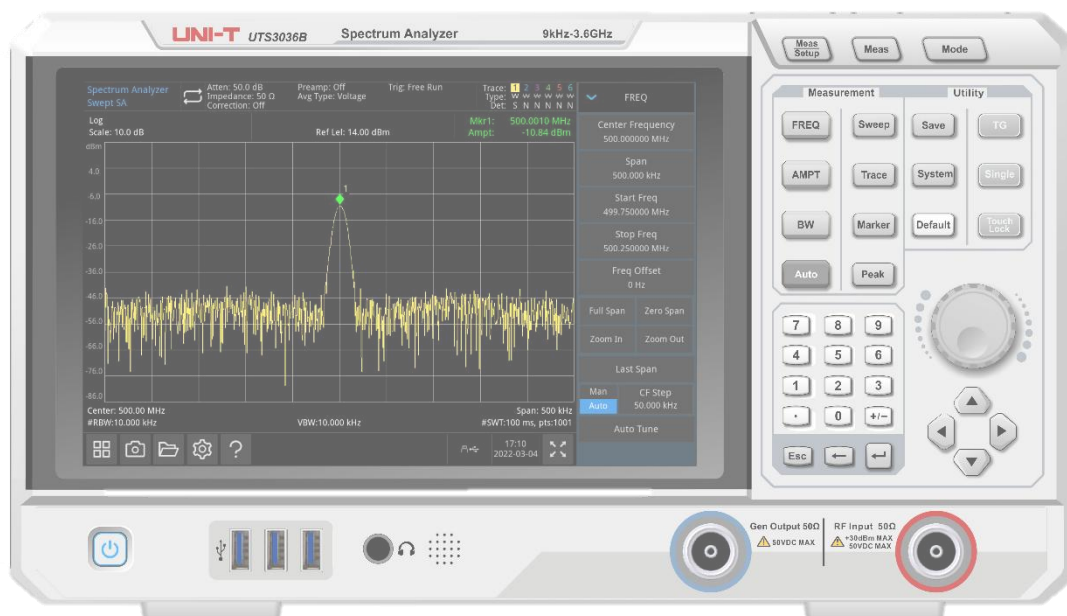 UNI-T UTS3036B Spectrum Analyzer 9kHz-3.6GHz
Meas Setup Meas Mode
Spectrum Analyzer
Swept SA
Atten: 50.0 dB
Impedance: 50 Ω
Correction: Off
Preamp: Off
Avg Type: Voltage
Trig: Free Run
Trace: 1 2 3 4 5 6
Type: W W W W W W
Det: S N N N N N
FREQ
Log
Scale: 10.0 dB
Ref Lel: 14.00 dBm
Mkr1: 500.0010 MHz
Ampt: -10.84 dBm
dBm
4.0
-6.0
-16.0
-26.0
-36.0
-46.0
-56.0
-66.0
-76.0
-86.0
1
Center: 500.00 MHz
Span: 500 kHz
#RBW:10.000 kHz
VBW:10.000 kHz
#SWT:100 ms, pts:1001
17:10
2022-03-04
Center Frequency
500.000000 MHz
Span
500.000 kHz
Start Freq
499.750000 MHz
Stop Freq
500.250000 MHz
Freq Offset
0 Hz
Full Span Zero Span
Zoom In Zoom Out
Last Span
Man
Auto
CF Step
50.000 kHz
Auto Tune
Measurement Utility
FREQ Sweep Save TG
AMPT Trace System Single
BW Marker Default Touch Lock
Auto Peak
7 8 9
4 5 6
1 2 3
. 0 +/−
Esc
Gen Output 50Ω
50VDC MAX
RF Input 50Ω
+30dBm MAX
50VDC MAX